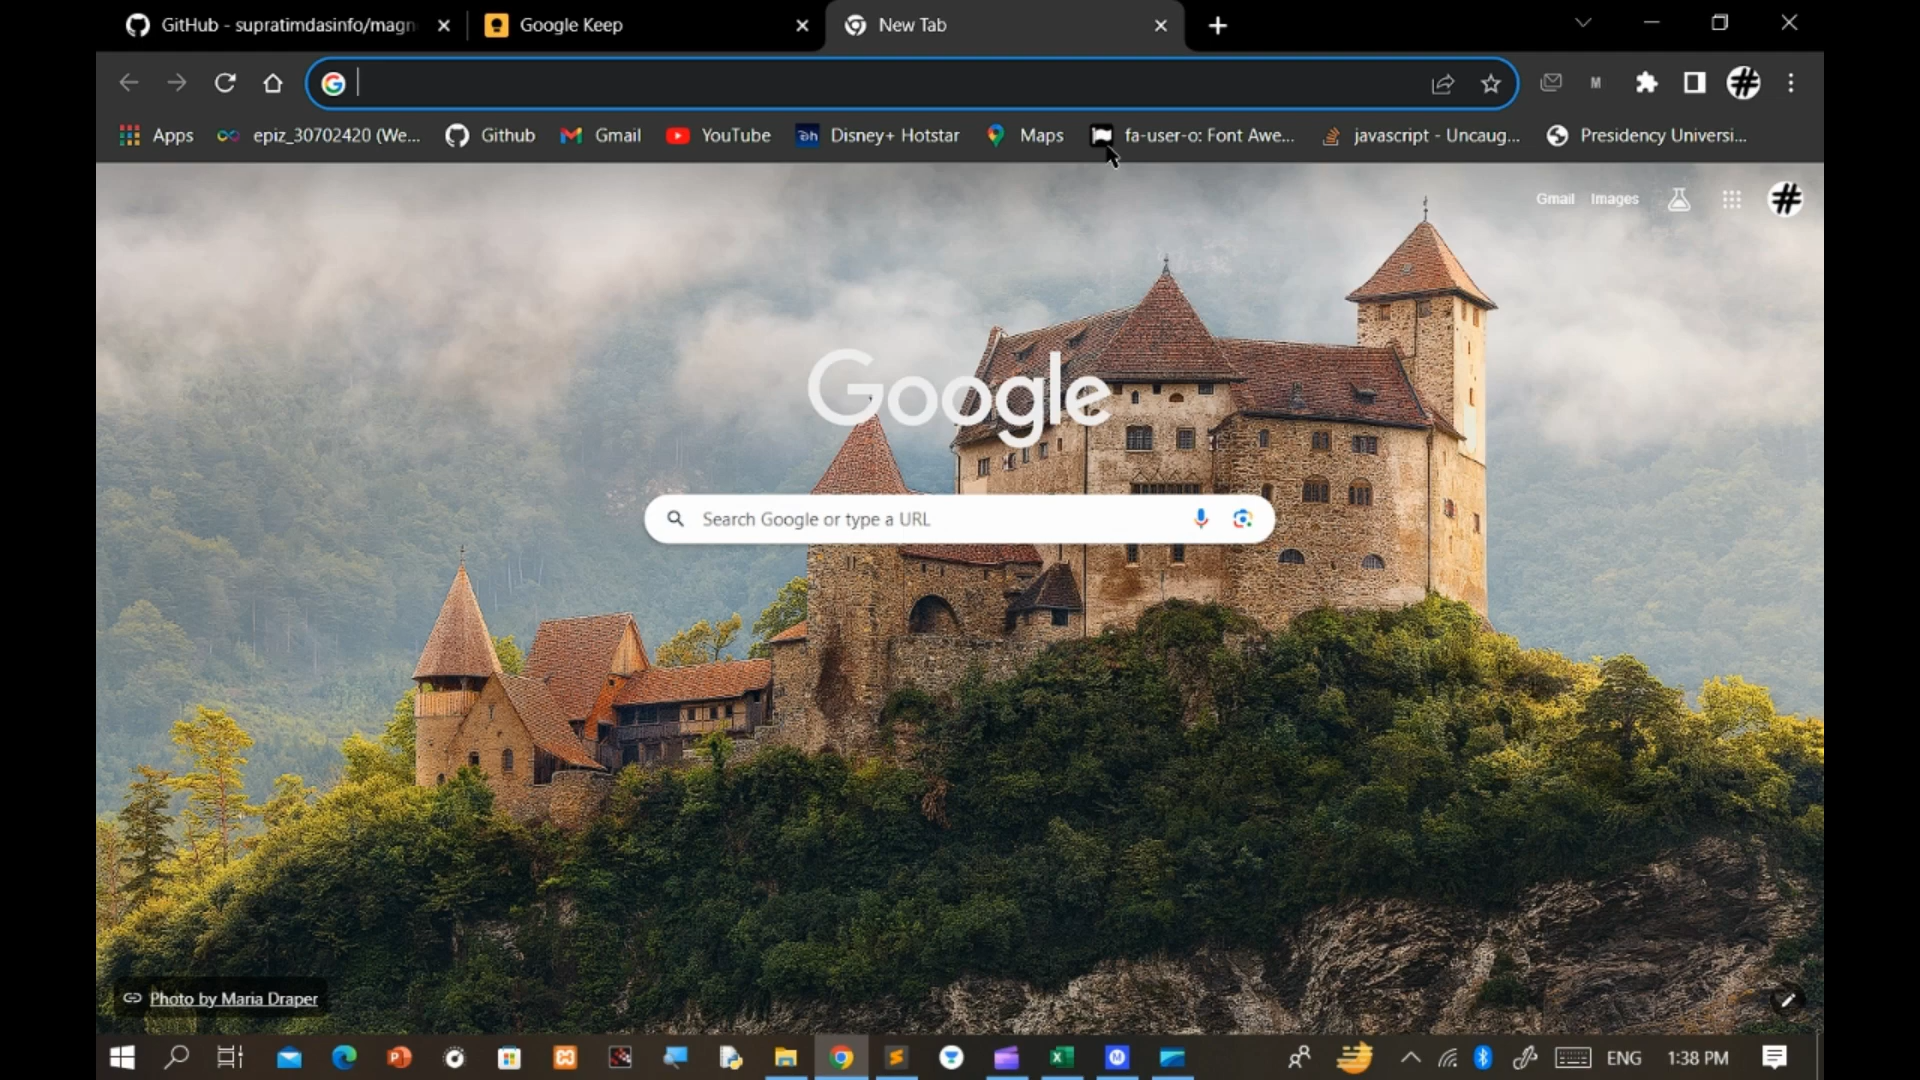 GitHub - supratimdasinfo/magn
Google Keep
New Tab
Apps
epiz_30702420 (We...
Github
Gmail
YouTube
Disney+ Hotstar
Maps
fa-user-o: Font Awe...
javascript - Uncaug...
Presidency Universi...
Gmail
Images
Google
Search Google or type a URL
Photo by Maria Draper
ENG
1:38 PM